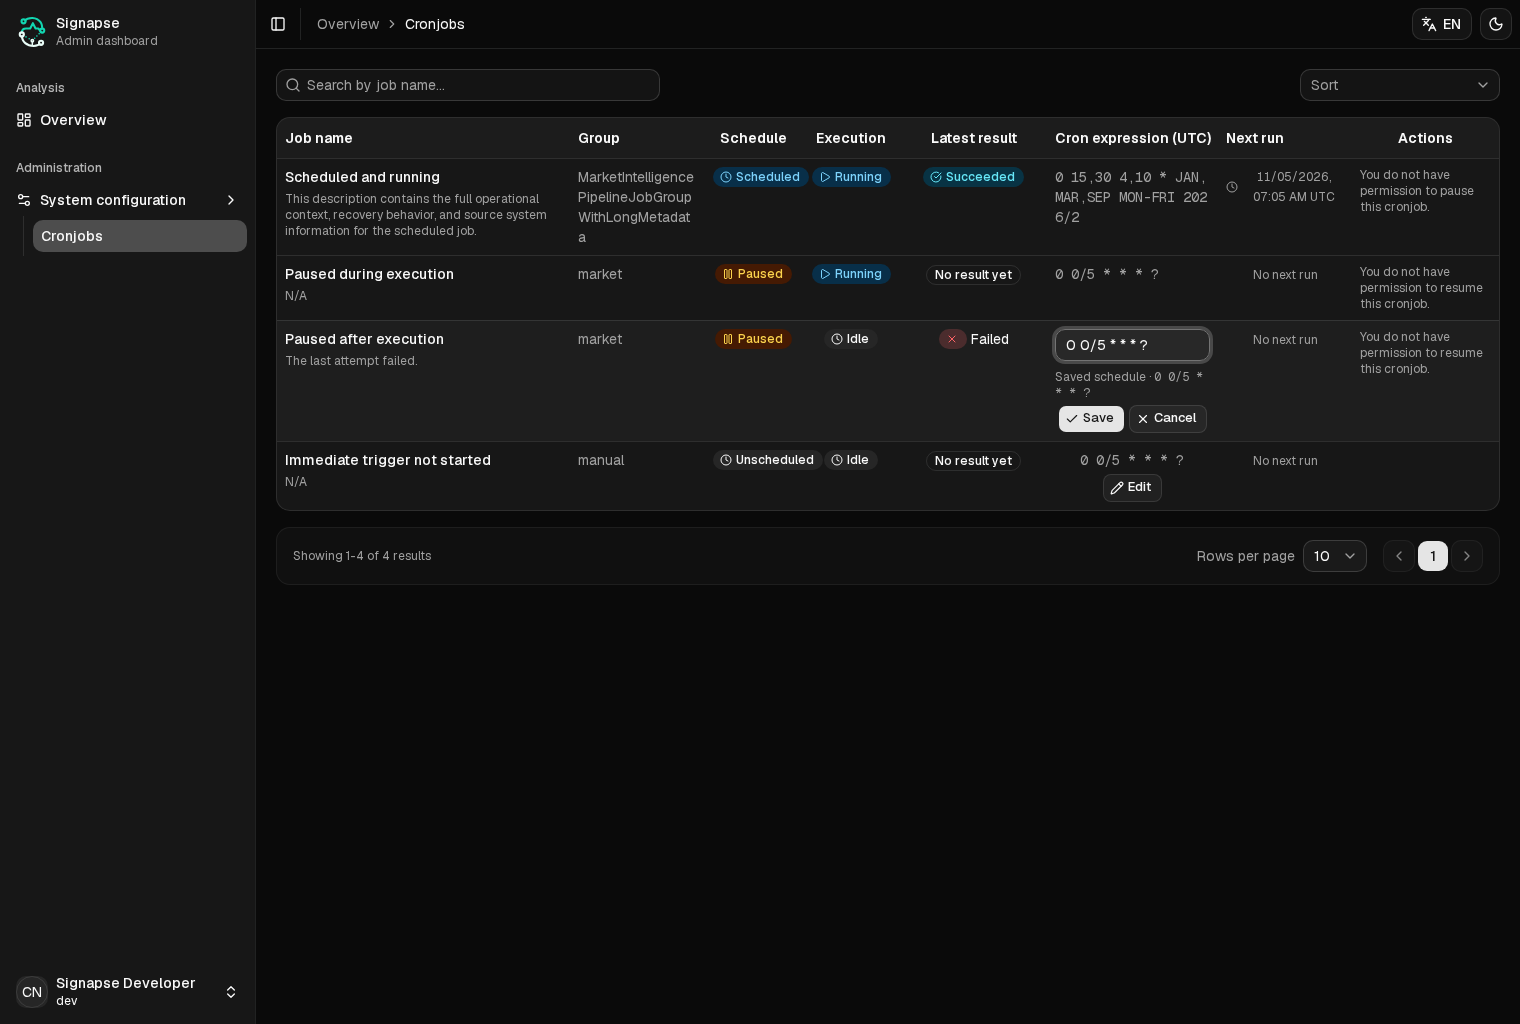 Signapse
Admin dashboard
Analysis
Overview
Administration
System configuration
Cronjobs
CN
Signapse Developer
dev
Overview
Cronjobs
EN
Search by job name...
Sort
Job name
Group
Schedule
Execution
Latest result
Cron expression (UTC)
Next run
Actions
Scheduled and running
This description contains the full operational
context, recovery behavior, and source system
information for the scheduled job.
MarketIntelligence
PipelineJobGroup
WithLongMetadat
a
Scheduled
Running
Succeeded
0 15,30 4,10 * JAN,
MAR,SEP MON-FRI 202
6/2
11/05/2026,
07:05 AM UTC
You do not have
permission to pause
this cronjob.
Paused during execution
N/A
market
Paused
Running
No result yet
0 0/5 * * * ?
No next run
You do not have
permission to resume
this cronjob.
Paused after execution
The last attempt failed.
market
Paused
Idle
Failed
0 0/5 * * * ?
Saved schedule · 0 0/5 *
* * ?
Save
Cancel
No next run
You do not have
permission to resume
this cronjob.
Immediate trigger not started
N/A
manual
Unscheduled
Idle
No result yet
0 0/5 * * * ?
Edit
No next run
Showing 1-4 of 4 results
Rows per page
10
1